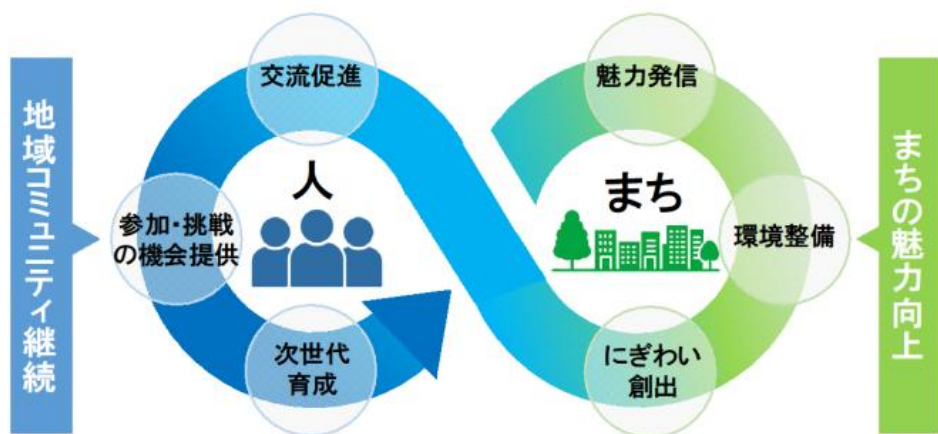 地域コミュニティ継続
交流促進
人
参加・挑戦
の機会提供
次世代
育成
魅力発信
まち
環境整備
にぎわい
創出
まちの魅力向上